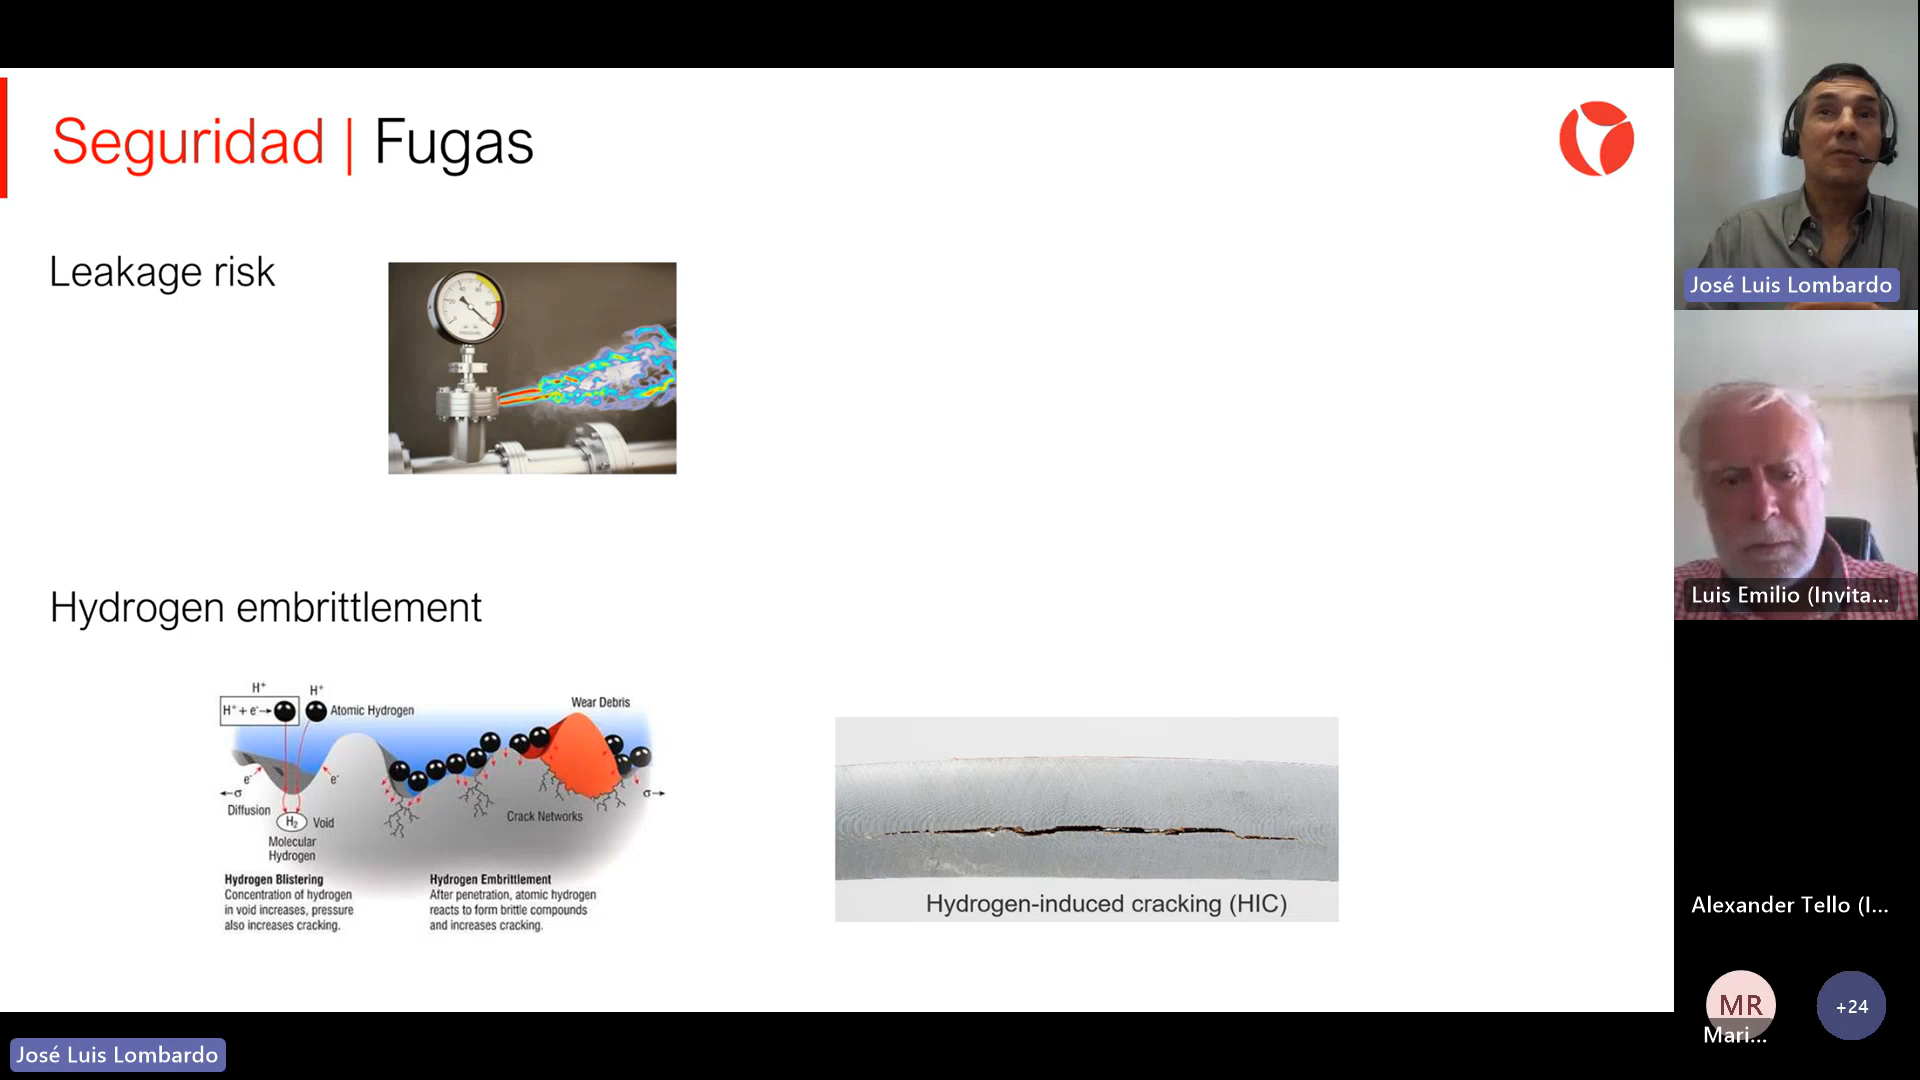 Seguridad | Fugas
Leakage risk
Hydrogen embrittlement
H⁺
H⁺
H⁺ + e⁻→
Atomic Hydrogen
Wear Debris
e⁻
e⁻
←σ
σ→
Diffusion
H₂
Void
Molecular
Hydrogen
Crack Networks
Hydrogen Blistering
Concentration of hydrogen
in void increases, pressure
also increases cracking.
Hydrogen Embrittlement
After penetration, atomic hydrogen
reacts to form brittle compounds
and increases cracking.
Hydrogen-induced cracking (HIC)
José Luis Lombardo
José Luis Lombardo
Luis Emilio (Invita...
Alexander Tello (I...
MR
Mari...
+24